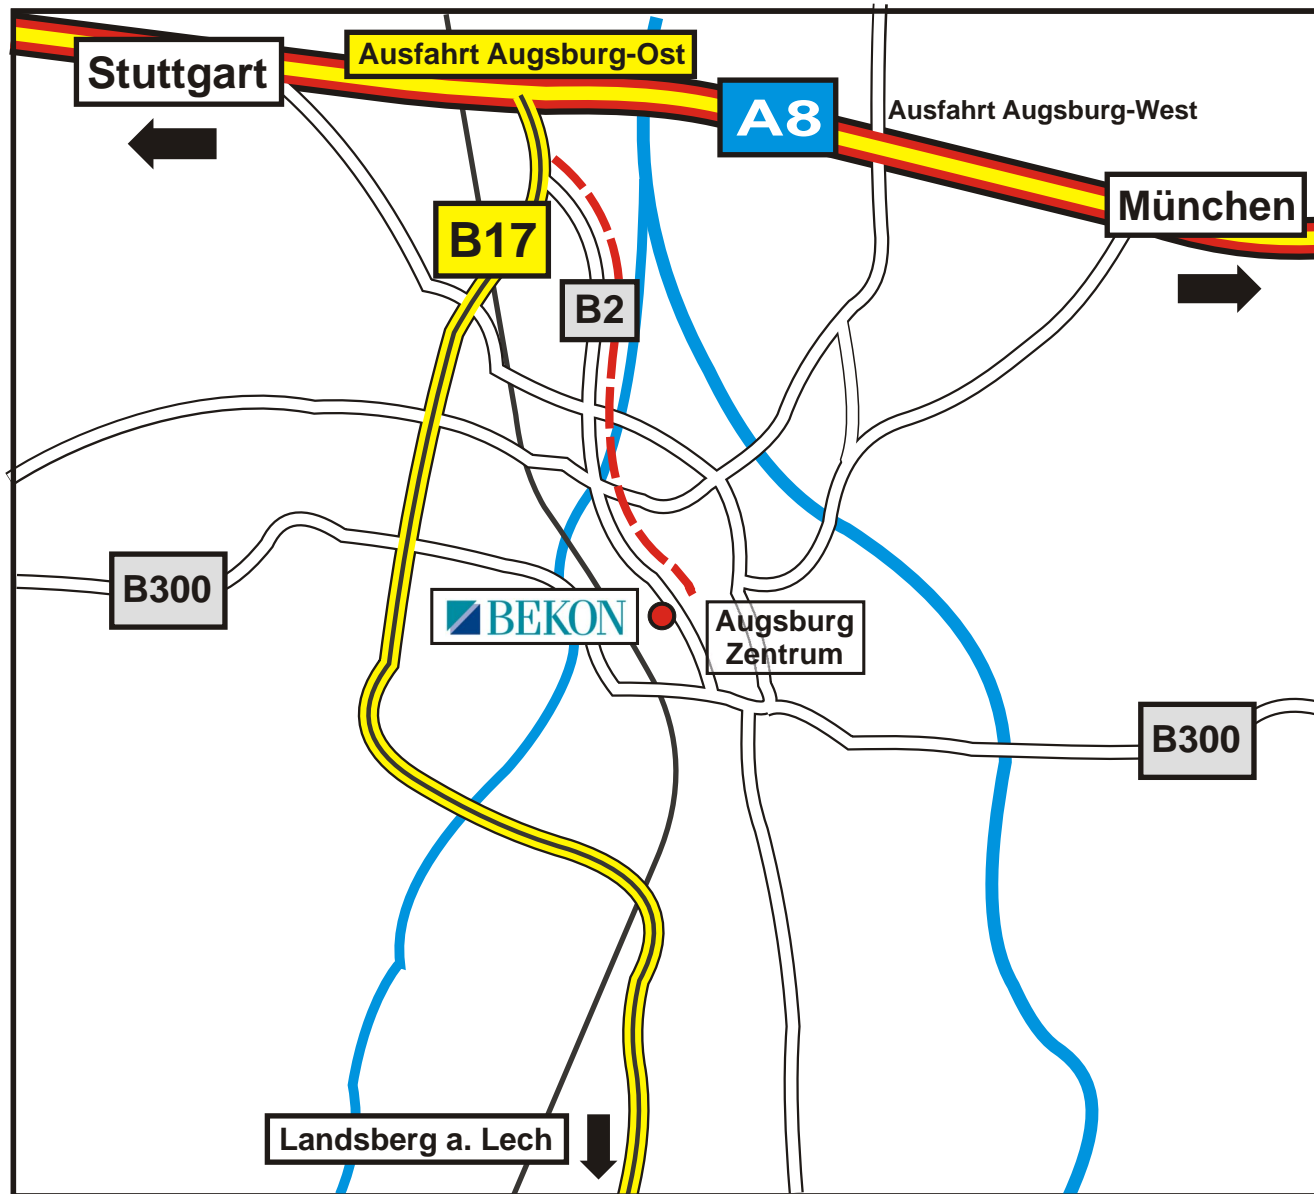 Ausfahrt Augsburg-Ost
Stuttgart
A8
Ausfahrt Augsburg-West
München
B17
B2
B300
BEKON
Augsburg
Zentrum
B300
Landsberg a. Lech